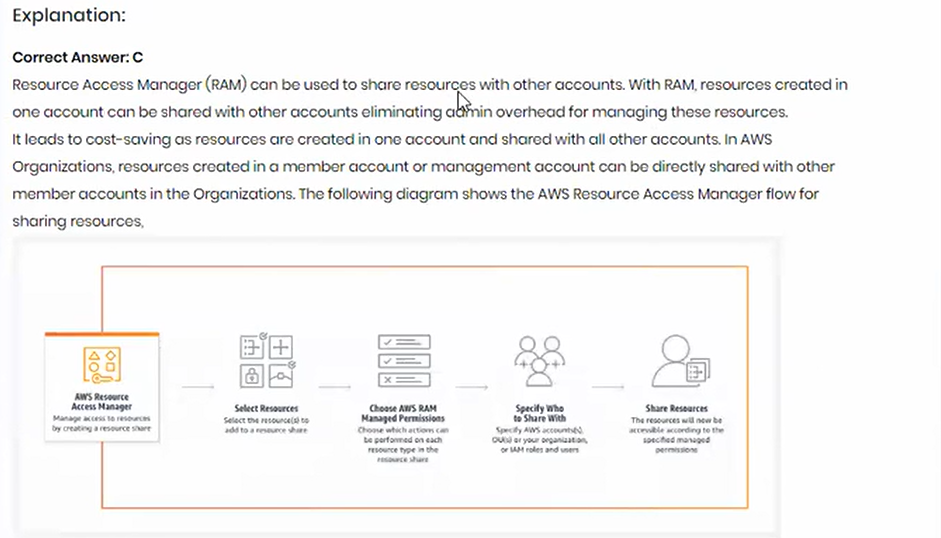 Explanation:
Correct Answer: C
Resource Access Manager (RAM) can be used to share resources with other accounts. With RAM, resources created in
one account can be shared with other accounts eliminating admin overhead for managing these resources.
It leads to cost-saving as resources are created in one account and shared with all other accounts. In AWS
Organizations, resources created in a member account or management account can be directly shared with other
member accounts in the Organizations. The following diagram shows the AWS Resource Access Manager flow for
sharing resources,
AWS Resource
Access Manager
Manage access to resources
by creating a resource share
Select Resources
Select the resource(s) to
add to a resource share
Choose AWS RAM
Managed Permissions
Choose which actions can
be performed on each
resource type in the
resource share
Specify Who
to Share With
Specify AWS account(s),
OU(s) or your organization,
or IAM roles and users
Share Resources
The resources will now be
accessible according to the
specified managed
permissions